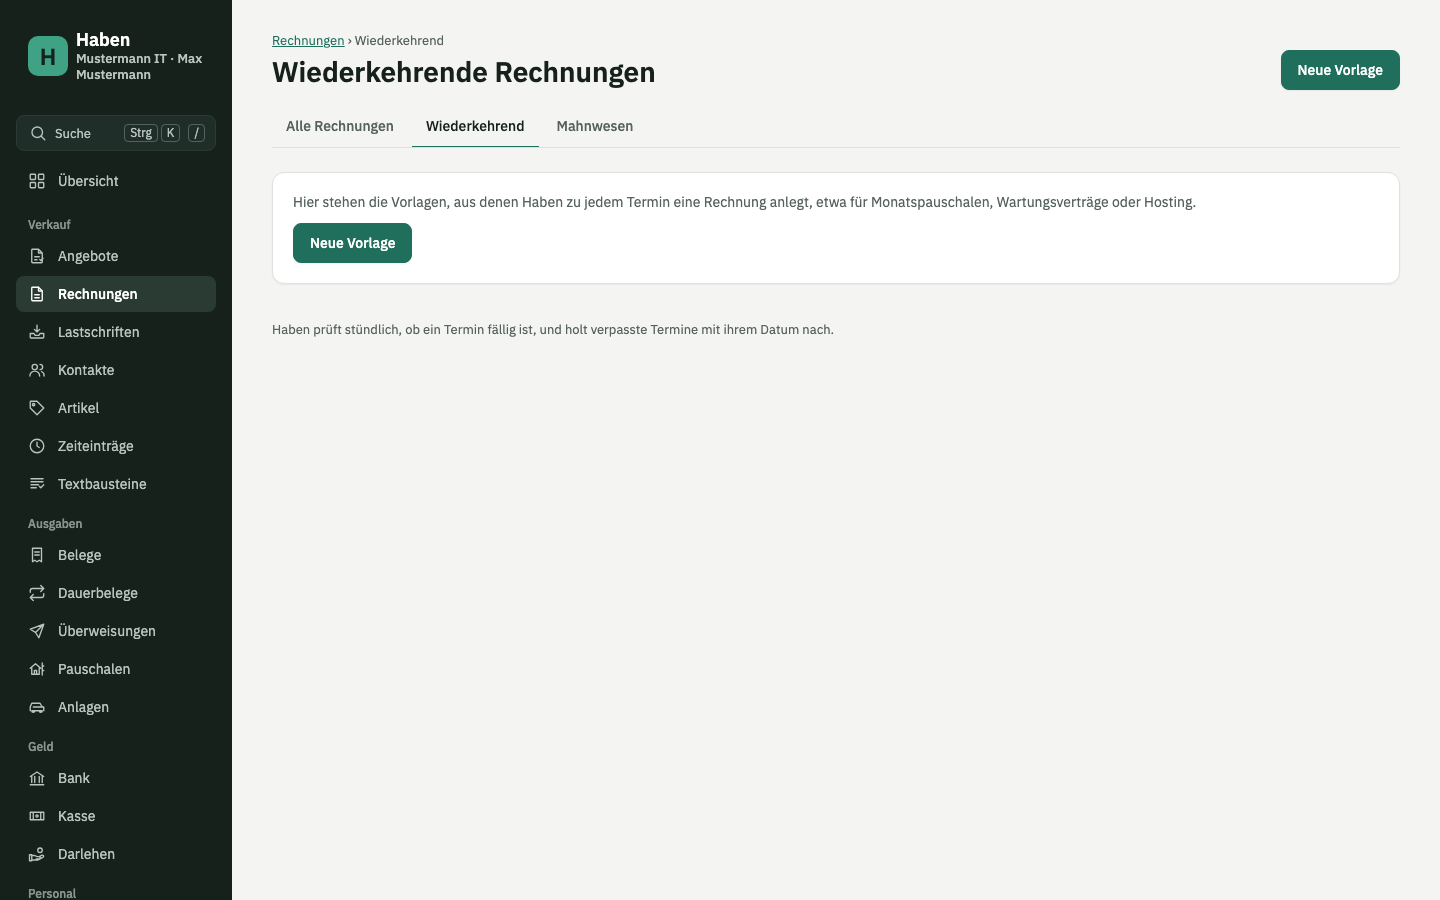 H
Haben
Mustermann IT · Max
Mustermann
Suche Strg K /
Übersicht
Verkauf
Angebote
Rechnungen
Lastschriften
Kontakte
Artikel
Zeiteinträge
Textbausteine
Ausgaben
Belege
Dauerbelege
Überweisungen
Pauschalen
Anlagen
Geld
Bank
Kasse
Darlehen
Personal
Rechnungen › Wiederkehrend
Wiederkehrende Rechnungen
Neue Vorlage
Alle Rechnungen Wiederkehrend Mahnwesen
Hier stehen die Vorlagen, aus denen Haben zu jedem Termin eine Rechnung anlegt, etwa für Monatspauschalen, Wartungsverträge oder Hosting.
Neue Vorlage
Haben prüft stündlich, ob ein Termin fällig ist, und holt verpasste Termine mit ihrem Datum nach.